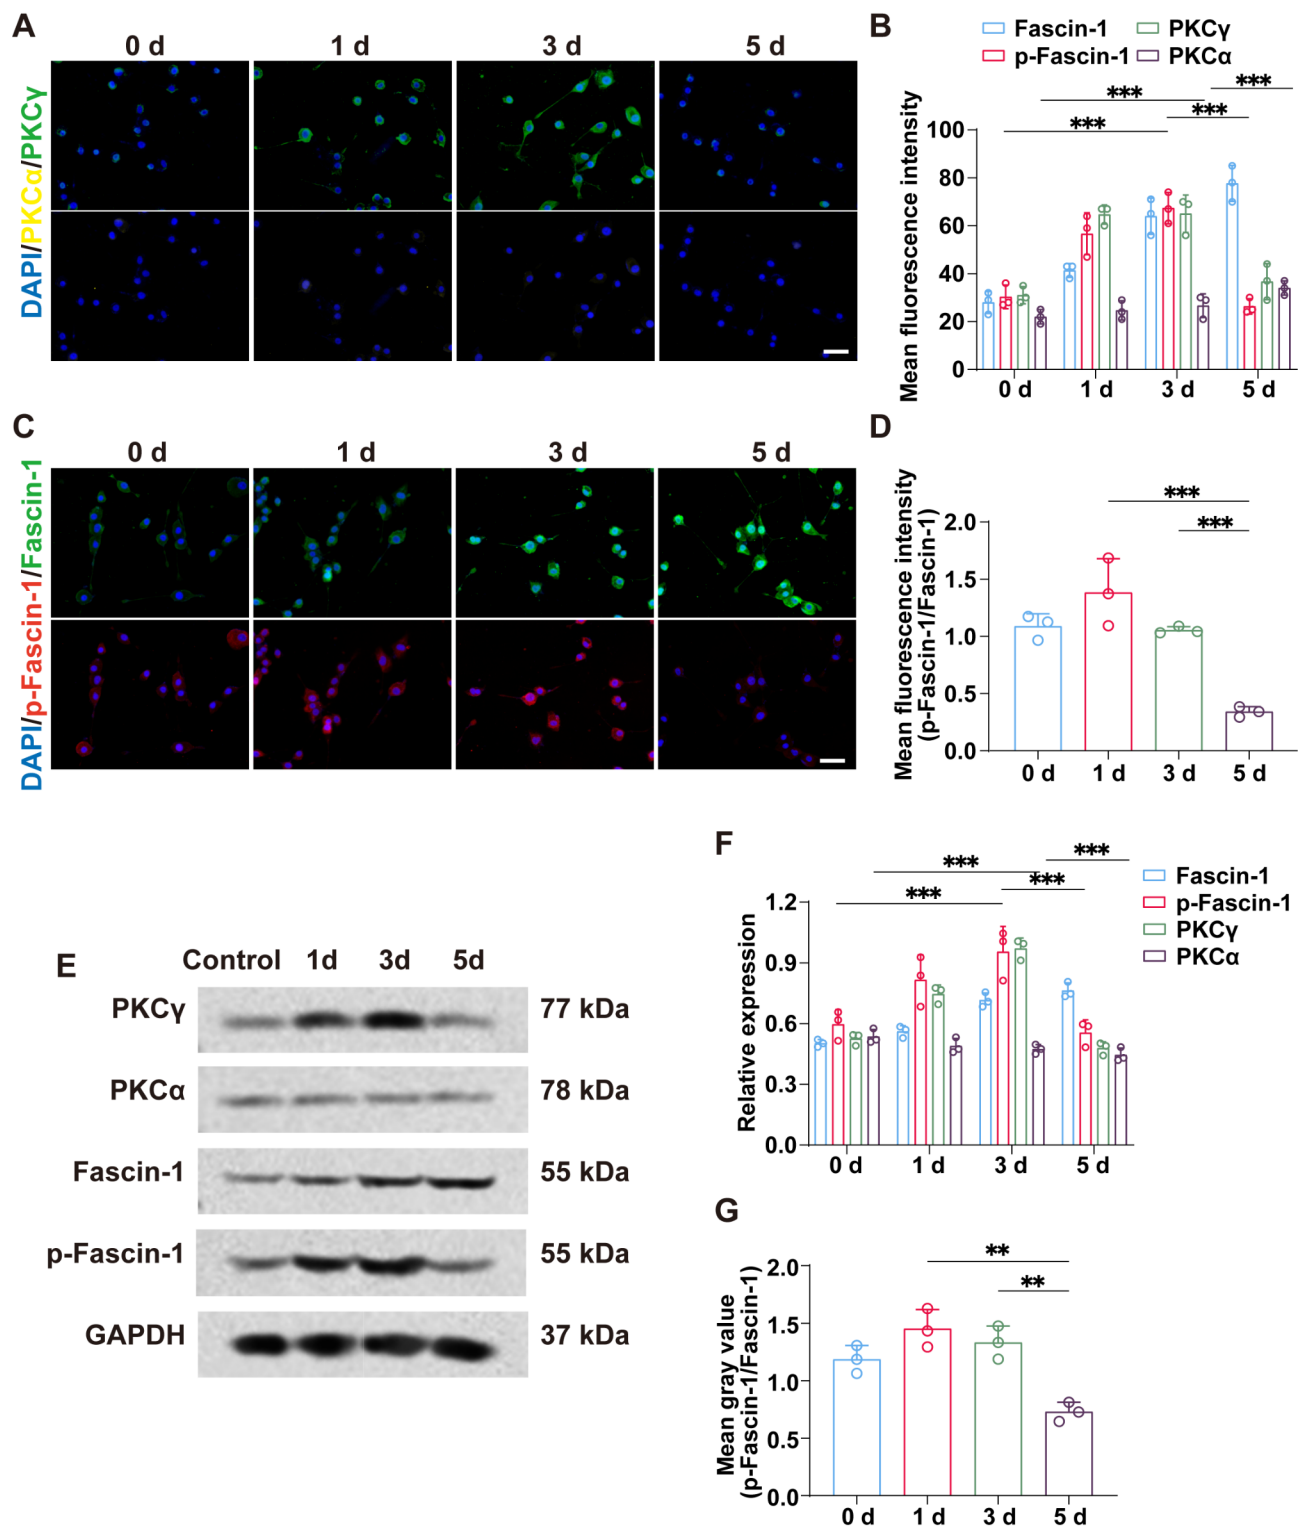 A
0 d 1 d 3 d 5 d
DAPI/PKCα/PKCγ
B
Fascin-1 PKCγ
p-Fascin-1 PKCα
***
*** ***
***
Mean fluorescence intensity
100
80
60
40
20
0
0 d 1 d 3 d 5 d
C
0 d 1 d 3 d 5 d
DAPI/p-Fascin-1/Fascin-1
D
***
***
Mean fluorescence intensity
(p-Fascin-1/Fascin-1)
2.0
1.5
1.0
0.5
0.0
0 d 1 d 3 d 5 d
E
Control 1d 3d 5d
PKCγ 77 kDa
PKCα 78 kDa
Fascin-1 55 kDa
p-Fascin-1 55 kDa
GAPDH 37 kDa
F
***
*** ***
***
Fascin-1
p-Fascin-1
PKCγ
PKCα
Relative expression
1.2
0.9
0.6
0.3
0.0
0 d 1 d 3 d 5 d
G
**
**
Mean gray value
(p-Fascin-1/Fascin-1)
2.0
1.5
1.0
0.5
0.0
0 d 1 d 3 d 5 d